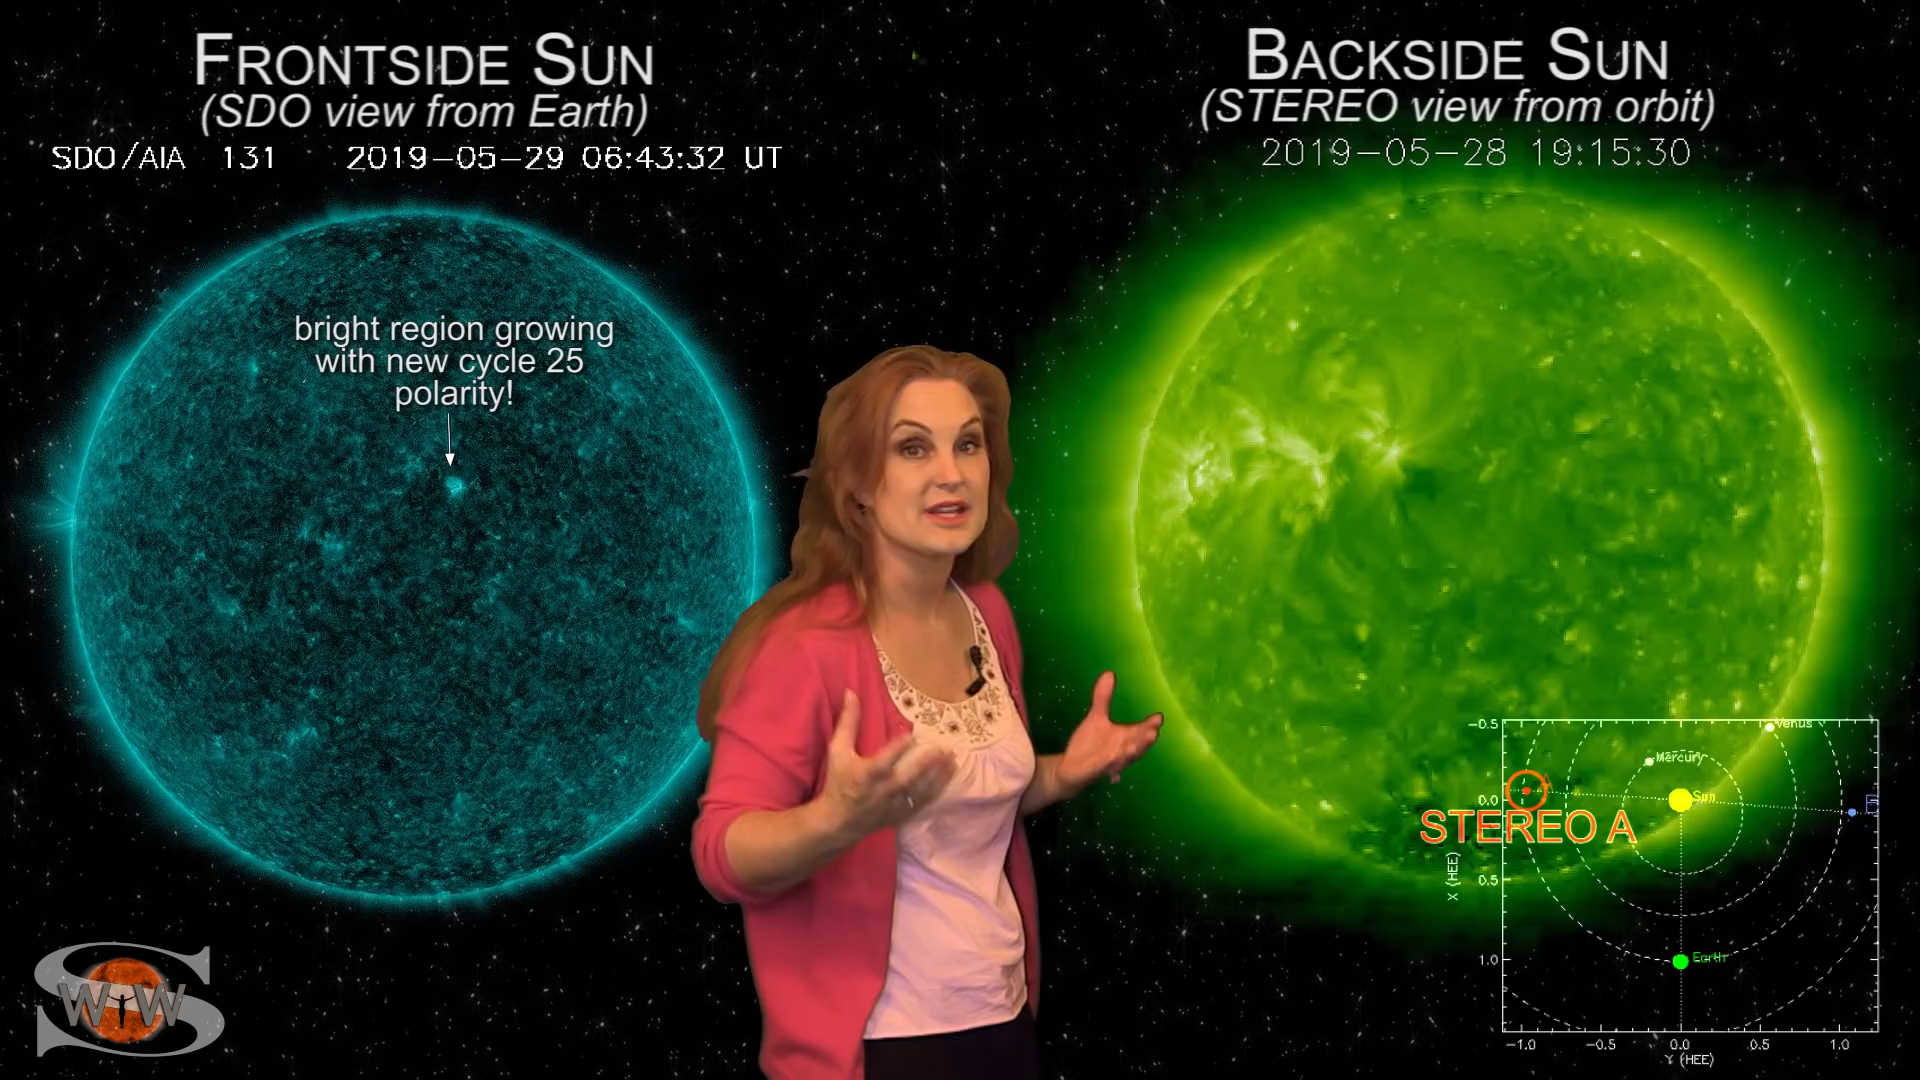 FRONTSIDE SUN
(SDO view from Earth)
SDO/AIA 131 2019-05-29 06:43:32 UT
bright region growing
with new cycle 25
polarity!
BACKSIDE SUN
(STEREO view from orbit)
2019-05-28 19:15:30
-0.5
Venus
Mercury
A
0.0
Sun
B
STEREO A
X (HEE)
0.5
1.0
Earth
-1.0 -0.5 0.0 0.5 1.0
Y (HEE)
S
WTW